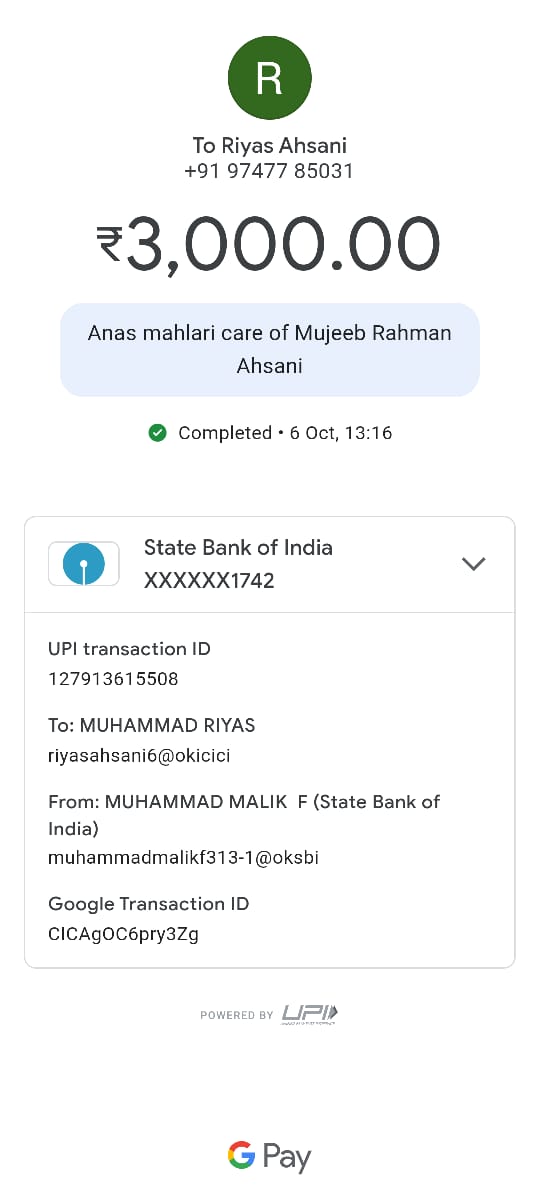 R
To Riyas Ahsani
+91 97477 85031
₹3,000.00
Anas mahlari care of Mujeeb Rahman
Ahsani
Completed • 6 Oct, 13:16
State Bank of India
XXXXXX1742
UPI transaction ID
127913615508
To: MUHAMMAD RIYAS
riyasahsani6@okicici
From: MUHAMMAD MALIK F (State Bank of
India)
muhammadmalikf313-1@oksbi
Google Transaction ID
CICAgOC6pry3Zg
POWERED BY UPI
G Pay